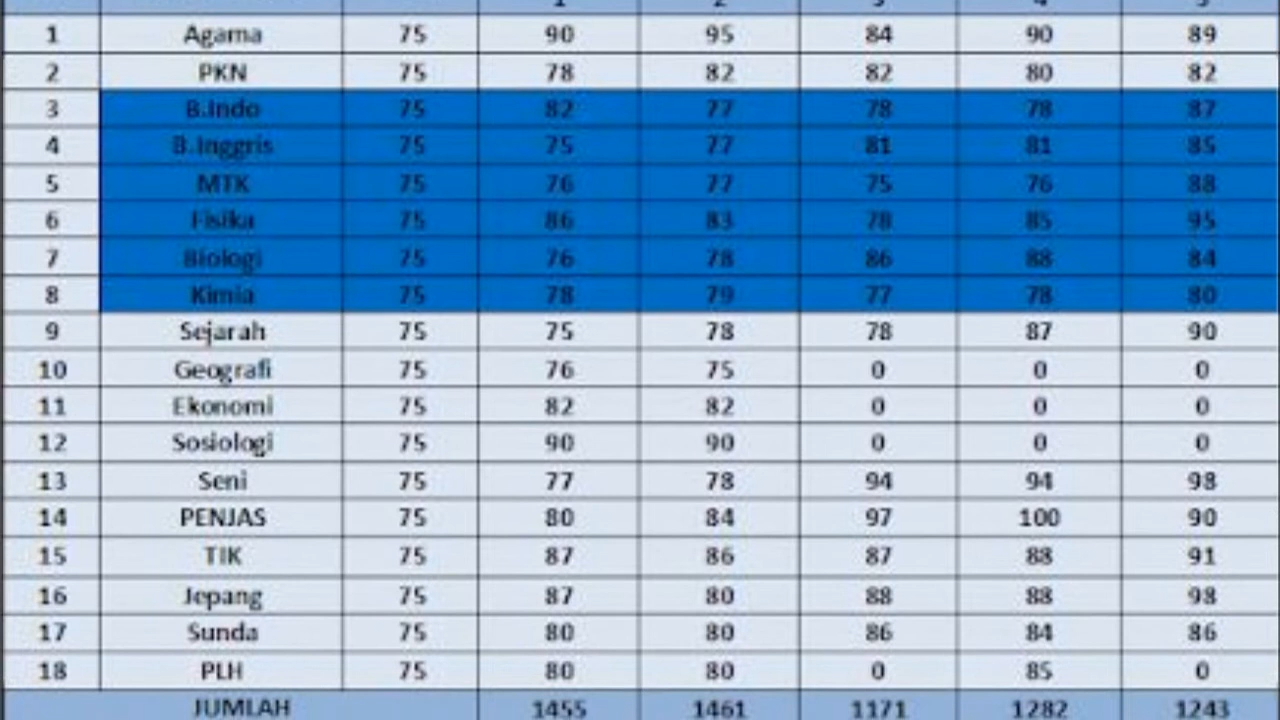 1 2 3 4 5
1 Agama 75 90 95 84 90 89
2 PKN 75 78 82 82 80 82
3 B.Indo 75 82 77 78 78 87
4 B.Inggris 75 75 77 81 81 85
5 MTK 75 76 77 75 76 88
6 Fisika 75 86 83 78 85 95
7 Biologi 75 76 78 86 88 84
8 Kimia 75 78 79 77 78 80
9 Sejarah 75 75 78 78 87 90
10 Geografi 75 76 75 0 0 0
11 Ekonomi 75 82 82 0 0 0
12 Sosiologi 75 90 90 0 0 0
13 Seni 75 77 78 94 94 98
14 PENJAS 75 80 84 97 100 90
15 TIK 75 87 86 87 88 91
16 Jepang 75 87 80 88 88 98
17 Sunda 75 80 80 86 84 86
18 PLH 75 80 80 0 85 0
JUMLAH 1455 1461 1171 1282 1243